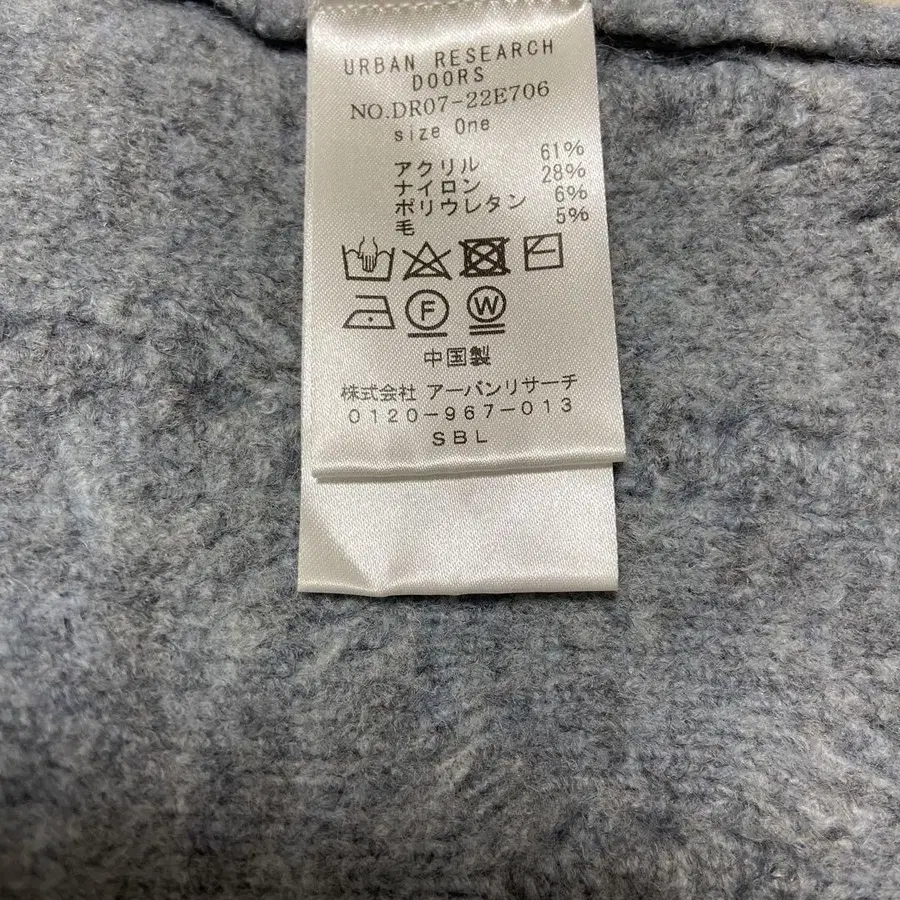 URBAN RESEARCH
DOORS
NO.DR07-22E706
size One
アクリル 61%
ナイロン 28%
ポリウレタン 6%
毛 5%
F W
中国製
株式会社 アーバンリサーチ
0120-967-013
SBL